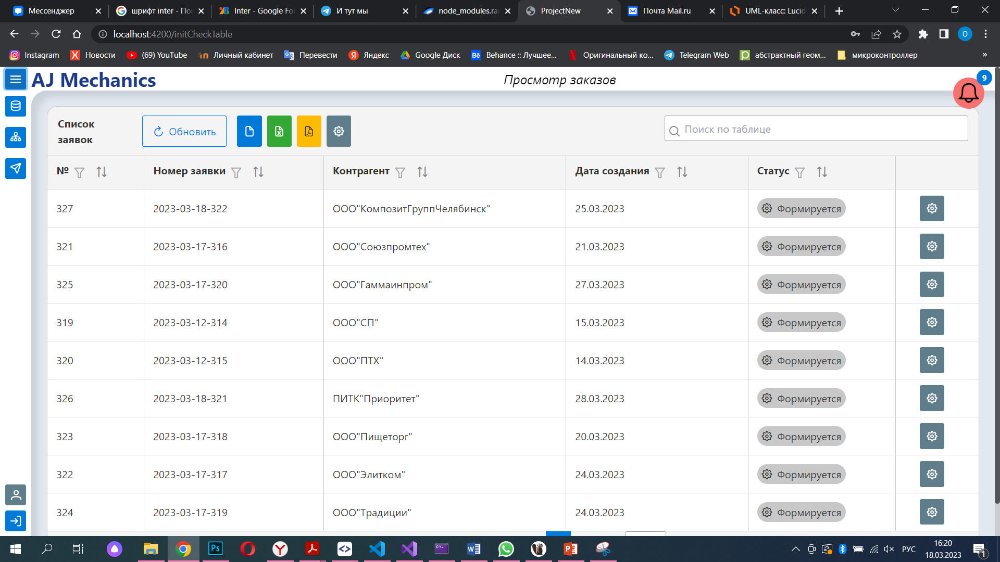 Мессенджер
шрифт inter - По
Inter - Google Fo
И тут мы
node_modules.ra
ProjectNew
Почта Mail.ru
UML-класс: Lucid
localhost:4200/initCheckTable
O
Instagram
Новости
(69) YouTube
Личный кабинет
Перевести
Яндекс
Google Диск
Behance :: Лучшее...
Оригинальный ко...
Telegram Web
абстрактный геом...
микроконтроллер
»
AJ Mechanics
Просмотр заказов
9
Список
заявок
Обновить
Поиск по таблице
№ Номер заявки Контрагент Дата создания Статус
327 2023-03-18-322 ООО"КомпозитГруппЧелябинск" 25.03.2023 Формируется
321 2023-03-17-316 ООО"Союзпромтех" 21.03.2023 Формируется
325 2023-03-17-320 ООО"Гаммаинпром" 27.03.2023 Формируется
319 2023-03-12-314 ООО"СП" 15.03.2023 Формируется
320 2023-03-12-315 ООО"ПТХ" 14.03.2023 Формируется
326 2023-03-18-321 ПИТК"Приоритет" 28.03.2023 Формируется
323 2023-03-17-318 ООО"Пищеторг" 20.03.2023 Формируется
322 2023-03-17-317 ООО"Элитком" 24.03.2023 Формируется
324 2023-03-17-319 ООО"Традиции" 24.03.2023 Формируется
Ps
РУС
16:20
18.03.2023
1